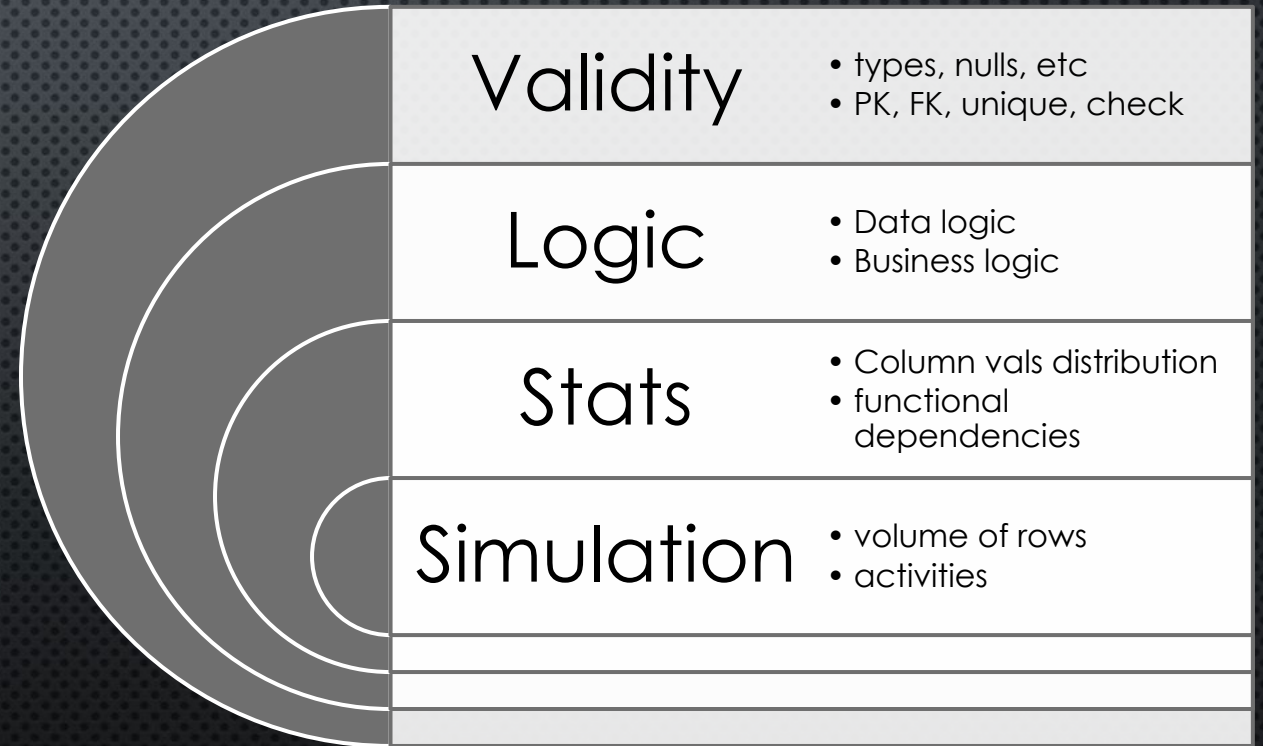 Validity
• types, nulls, etc
• PK, FK, unique, check
Logic
• Data logic
• Business logic
Stats
• Column vals distribution
• functional
dependencies
Simulation
• volume of rows
• activities